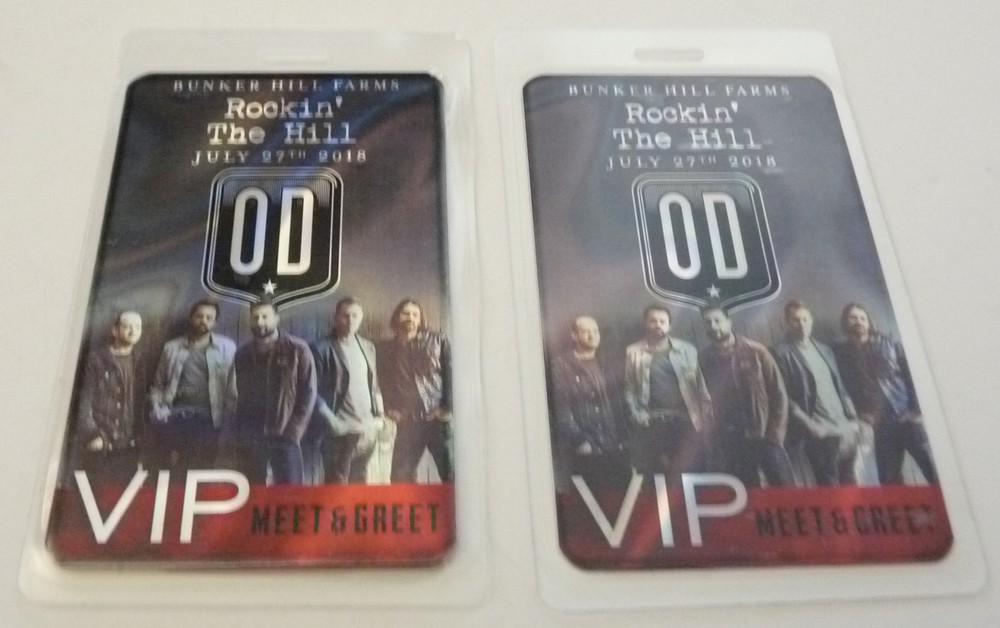 BUNKER HILL FARMS
Rockin'
The Hill
JULY 27TH 2018
OD
VIP MEET & GREET
BUNKER HILL FARMS
Rockin'
The Hill
JULY 27TH 2018
OD
VIP MEET & GREET